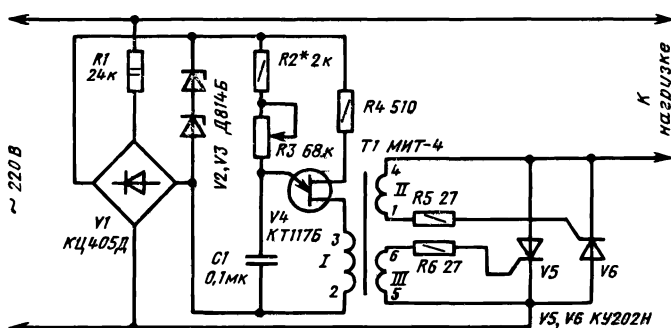 ~ 220 В
R1
24к
V1
КЦ405Д
V2, V3 Д814Б
R2* 2к
R3 68к
C1
0,1мк
V4
КТ117Б
R4 510
T1 МИТ-4
I
3
2
II
4
1
III
6
5
R5 27
R6 27
V5
V6
V5, V6 КУ202Н
К
нагрузке